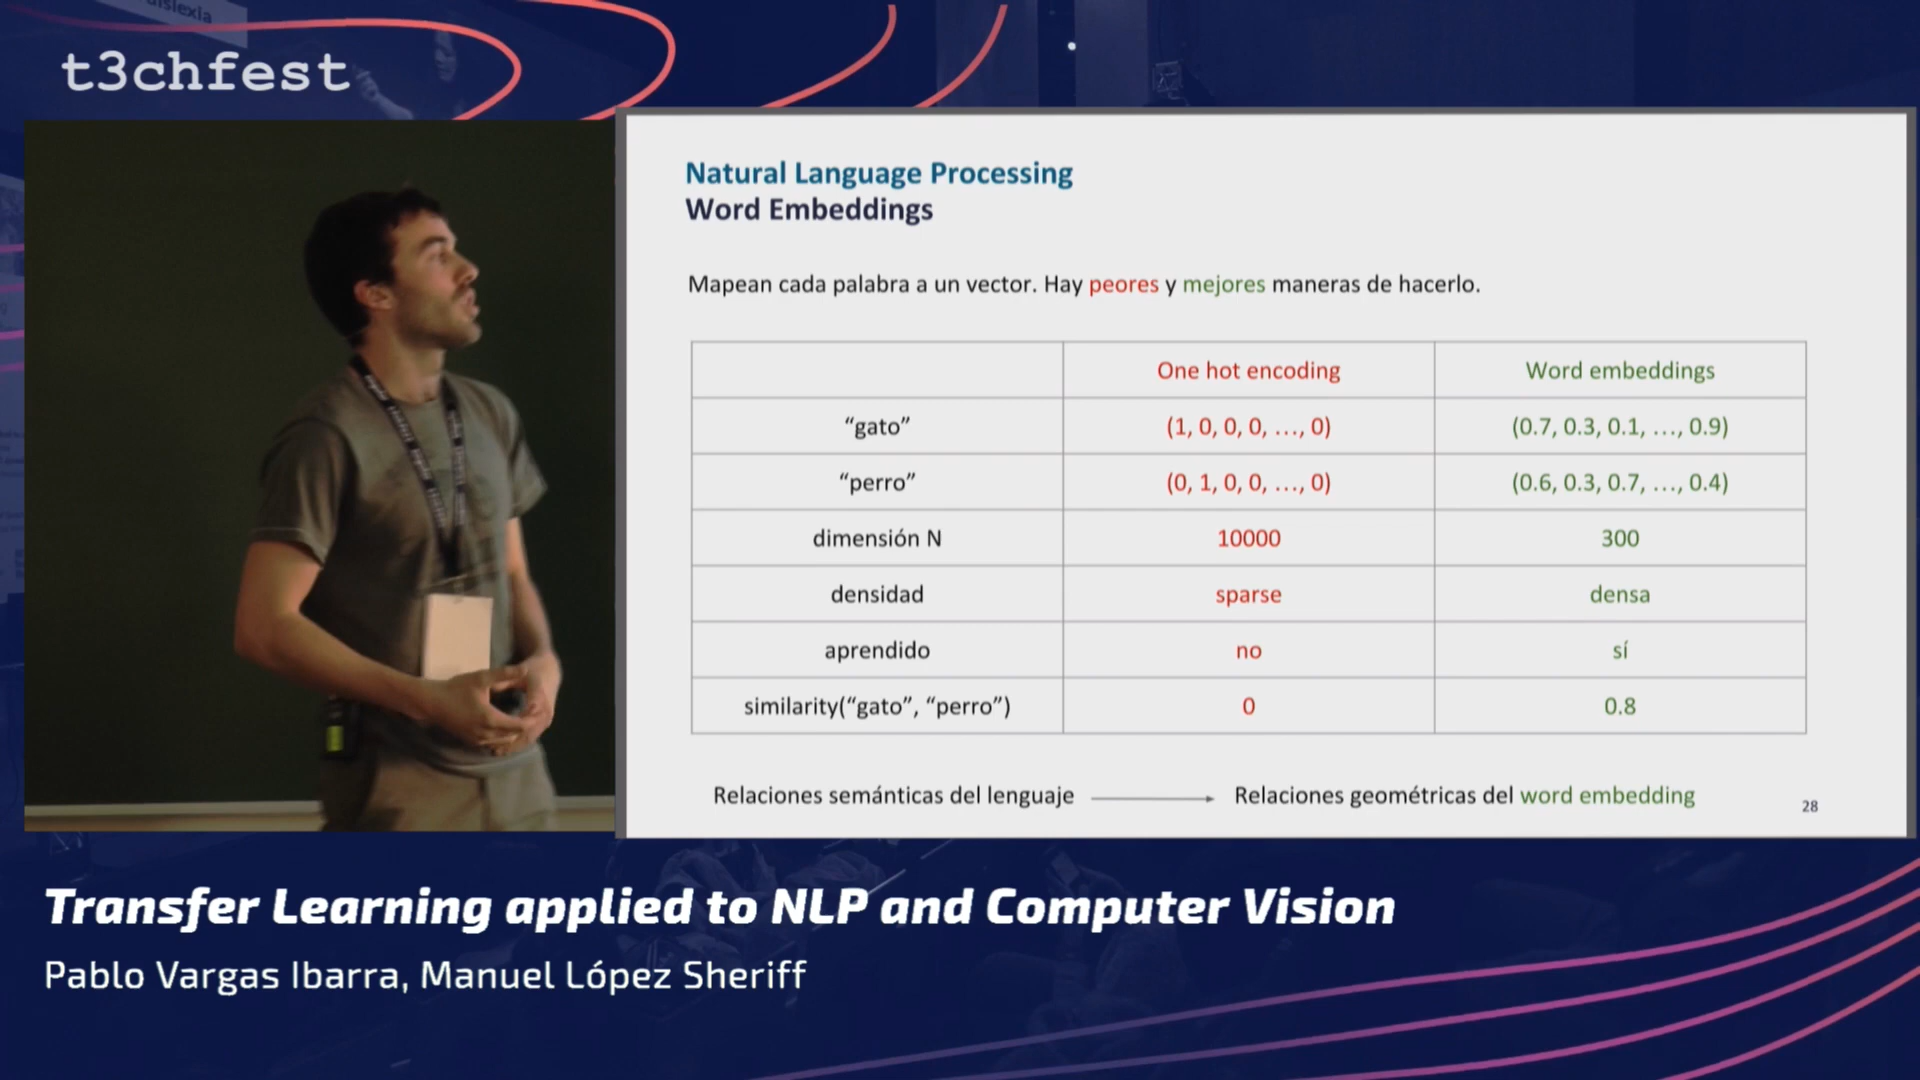 dislexia
t3chfest
Natural Language Processing
Word Embeddings
Mapean cada palabra a un vector. Hay peores y mejores maneras de hacerlo.
One hot encoding Word embeddings
“gato” (1, 0, 0, 0, …, 0) (0.7, 0.3, 0.1, …, 0.9)
“perro” (0, 1, 0, 0, …, 0) (0.6, 0.3, 0.7, …, 0.4)
dimensión N 10000 300
densidad sparse densa
aprendido no sí
similarity(“gato”, “perro”) 0 0.8
Relaciones semánticas del lenguaje Relaciones geométricas del word embedding
28
Transfer Learning applied to NLP and Computer Vision
Pablo Vargas Ibarra, Manuel López Sheriff